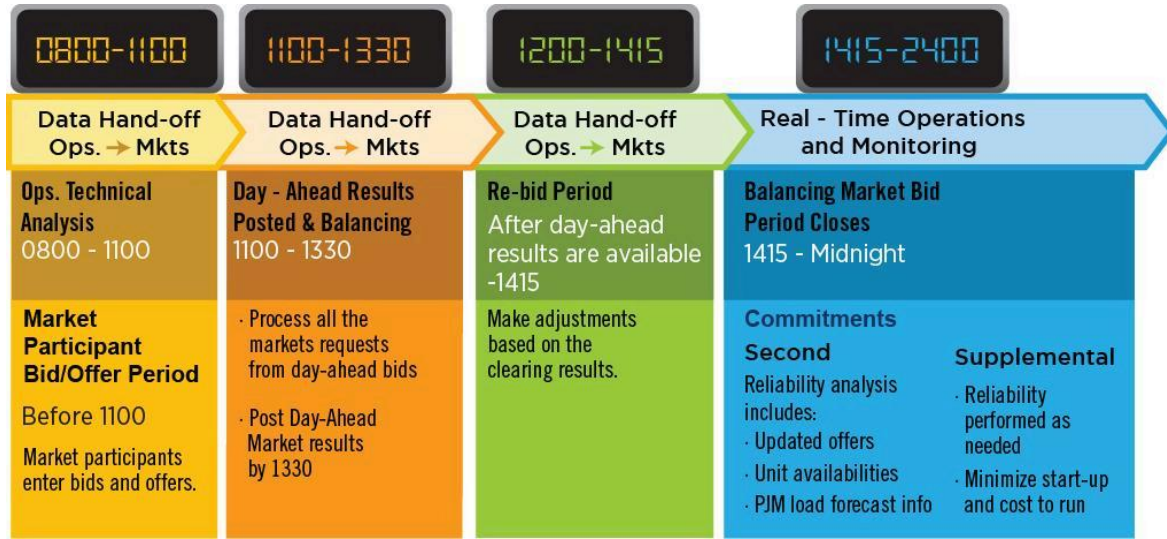 0800-1100
1100-1330
1200-1415
1415-2400
Data Hand-off
Ops. → Mkts
Data Hand-off
Ops. → Mkts
Data Hand-off
Ops. → Mkts
Real - Time Operations
and Monitoring
Ops. Technical
Analysis
0800 - 1100
Market
Participant
Bid/Offer Period
Before 1100
Market participants
enter bids and offers.
Day - Ahead Results
Posted & Balancing
1100 - 1330
· Process all the
markets requests
from day-ahead bids
· Post Day-Ahead
Market results
by 1330
Re-bid Period
After day-ahead
results are available
-1415
Make adjustments
based on the
clearing results.
Balancing Market Bid
Period Closes
1415 - Midnight
Commitments
Second
Reliability analysis
includes:
· Updated offers
· Unit availabilities
· PJM load forecast info
Supplemental
· Reliability
performed as
needed
· Minimize start-up
and cost to run